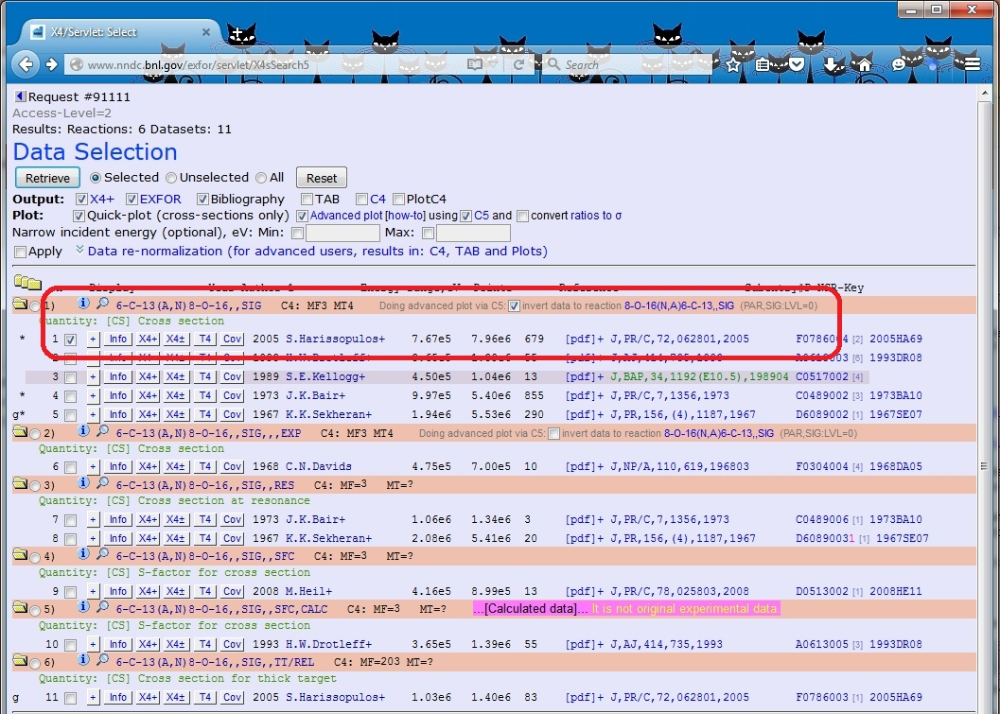 X4/Servlet: Select
www.nndc.bnl.gov/exfor/servlet/X4sSearch5
Search
Request #91111
Access-Level=2
Results: Reactions: 6 Datasets: 11
Data Selection
Retrieve Selected Unselected All Reset
Output: X4+ EXFOR Bibliography TAB C4 PlotC4
Plot: Quick-plot (cross-sections only) Advanced plot [how-to] using C5 and convert ratios to σ
Narrow incident energy (optional), eV: Min: Max:
Apply Data re-normalization (for advanced users, results in: C4, TAB and Plots)
Display Year Author-1 Energy range,eV Points Reference Subentry#P NSR-Key
1) 6-C-13(A,N)8-O-16,,SIG C4: MF3 MT4 Doing advanced plot via C5: invert data to reaction 8-O-16(N,A)6-C-13,,SIG (PAR,SIG:LVL=0)
Quantity: [CS] Cross section
* 1 + Info X4+ X4± T4 Cov 2005 S.Harissopulos+ 7.67e5 7.96e6 679 [pdf]+ J,PR/C,72,062801,2005 F0786004 [2] 2005HA69
2 + Info X4+ X4± T4 Cov 1993 H.W.Drotleff+ 55 J,AJ,414,735,1993 [6] 1993DR08
3 + Info X4+ X4± T4 Cov 1989 S.E.Kellogg+ 4.50e5 1.04e6 13 [pdf]+ J,BAP,34,1192(E10.5),198904 C0517002 [4]
* 4 + Info X4+ X4± T4 Cov 1973 J.K.Bair+ 9.97e5 5.40e6 855 [pdf]+ J,PR/C,7,1356,1973 C0489002 [3] 1973BA10
g* 5 + Info X4+ X4± T4 Cov 1967 K.K.Sekheran+ 1.94e6 5.53e6 290 [pdf]+ J,PR,156,(4),1187,1967 D6089002 [1] 1967SE07
2) 6-C-13(A,N)8-O-16,,SIG,,,EXP C4: MF3 MT4 Doing advanced plot via C5: invert data to reaction 8-O-16(N,A)6-C-13,,SIG (PAR,SIG:LVL=0)
Quantity: [CS] Cross section
6 + Info X4+ X4± T4 Cov 1968 C.N.Davids 4.75e5 7.00e5 10 [pdf]+ J,NP/A,110,619,196803 F0304004 [4] 1968DA05
3) 6-C-13(A,N)8-O-16,,SIG,,RES C4: MF=3 MT=?
Quantity: [CS] Cross section at resonance
7 + Info X4+ X4± T4 Cov 1973 J.K.Bair+ 1.06e6 1.34e6 3 [pdf]+ J,PR/C,7,1356,1973 C0489006 [1] 1973BA10
8 + Info X4+ X4± T4 Cov 1967 K.K.Sekheran+ 2.08e6 5.41e6 20 [pdf]+ J,PR,156,(4),1187,1967 D60890031 [1] 1967SE07
4) 6-C-13(A,N)8-O-16,,SIG,,SFC C4: MF=3 MT=?
Quantity: [CS] S-factor for cross section
9 + Info X4+ X4± T4 Cov 2008 M.Heil+ 4.16e5 8.99e5 13 [pdf]+ J,PR/C,78,025803,2008 D0513002 [1] 2008HE11
5) 6-C-13(A,N)8-O-16,,SIG,,SFC,CALC C4: MF=3 MT=? ...[Calculated data]... It is not original experimental data.
Quantity: [CS] S-factor for cross section
10 + Info X4+ X4± T4 Cov 1993 H.W.Drotleff+ 3.65e5 1.39e6 55 [pdf]+ J,AJ,414,735,1993 A0613005 [3] 1993DR08
6) 6-C-13(A,N)8-O-16,,SIG,,TT/REL C4: MF=203 MT=?
Quantity: [CS] Cross section for thick target
g 11 + Info X4+ X4± T4 Cov 2005 S.Harissopulos+ 1.03e6 1.40e6 83 [pdf]+ J,PR/C,72,062801,2005 F0786003 [1] 2005HA69